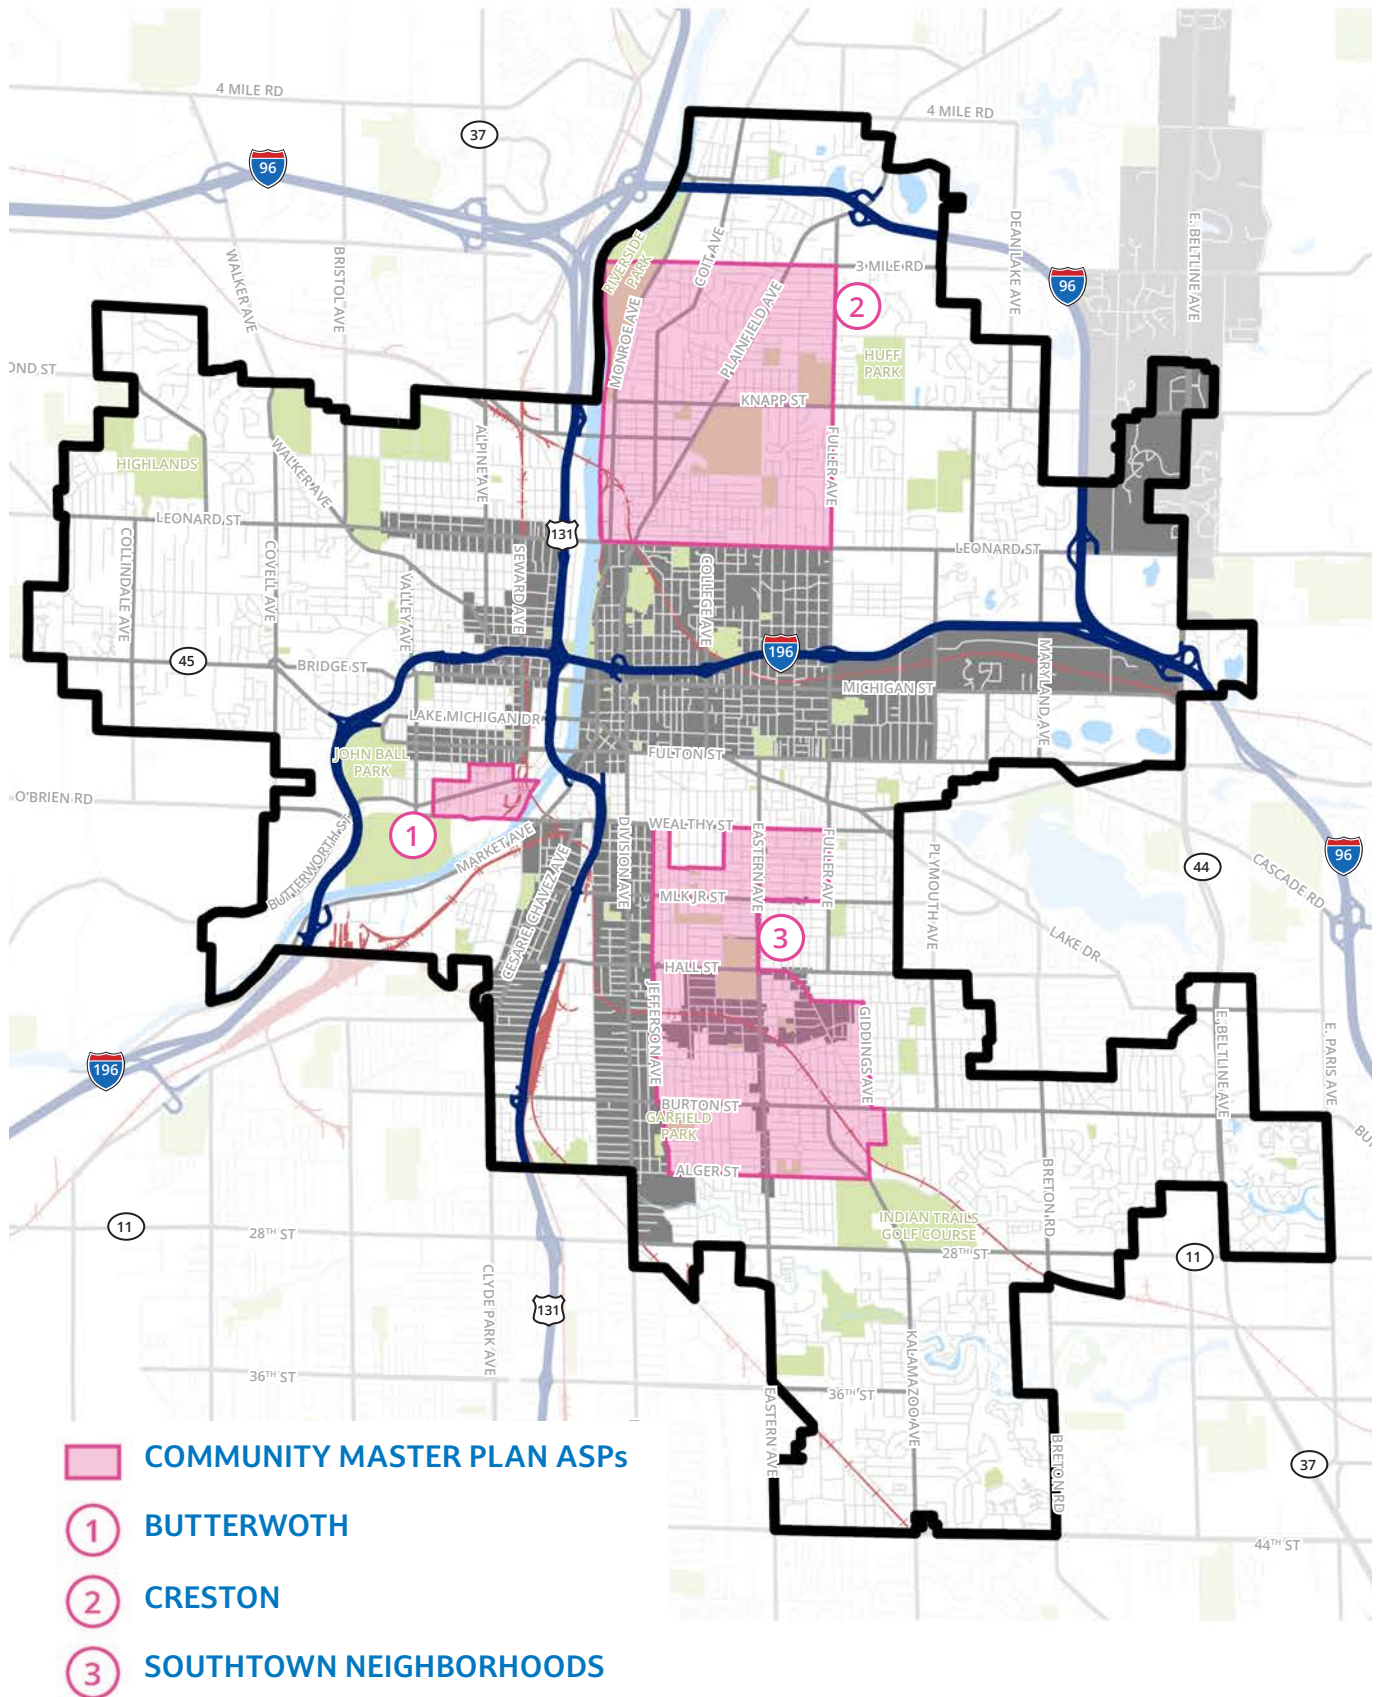 4 MILE RD
4 MILE RD
37
96
WALKER AVE
BRISTOL AVE
RIVERSIDE
PARK
COIT AVE
3 MILE RD
DEAN LAKE AVE
E. BELTLINE AVE
96
2
MONROE AVE
PLAINFIELD AVE
HUFF
PARK
OND ST
KNAPP ST
WALKER AVE
ALPINE AVE
FULLER AVE
HIGHLANDS
LEONARD ST
131
LEONARD ST
COLLINDALE AVE
COVELL AVE
VALLEY AVE
SEWARD AVE
COLLEGE AVE
196
45
BRIDGE ST
MICHIGAN ST
MARYLAND AVE
LAKE MICHIGAN DR
JOHN BALL
PARK
FULTON ST
O'BRIEN RD
1
BUTTERWORTH ST
MARKET AVE
WEALTHY ST
DIVISION AVE
EASTERN AVE
FULLER AVE
PLYMOUTH AVE
44
CASCADE RD
96
CESAR E. CHAVEZ AVE
MLK JR ST
3
LAKE DR
HALL ST
JEFFERSON AVE
GIDDINGS AVE
E. BELTLINE AVE
E. PARIS AVE
196
BURTON ST
GARFIELD
PARK
BU
ALGER ST
BRETON RD
11
28TH ST
INDIAN TRAILS
GOLF COURSE
28TH ST
11
CLYDE PARK AVE
131
KALAMAZOO AVE
36TH ST
36TH ST
EASTERN AVE
BRETON RD
37
44TH ST
COMMUNITY MASTER PLAN ASPs
1 BUTTERWOTH
2 CRESTON
3 SOUTHTOWN NEIGHBORHOODS